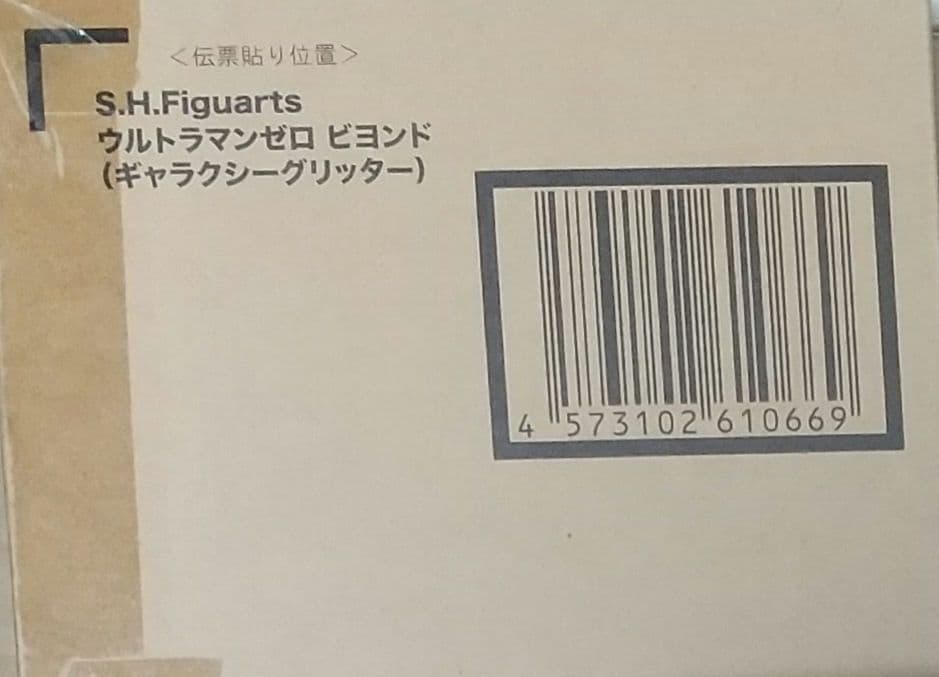 ＜伝票貼り位置＞
S.H.Figuarts
ウルトラマンゼロ ビヨンド
(ギャラクシーグリッター)
4 573102 610669